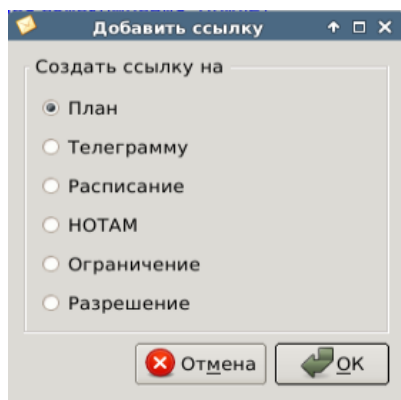 Добавить ссылку
Создать ссылку на
План
Телеграмму
Расписание
НОТАМ
Ограничение
Разрешение
Отмена
OK